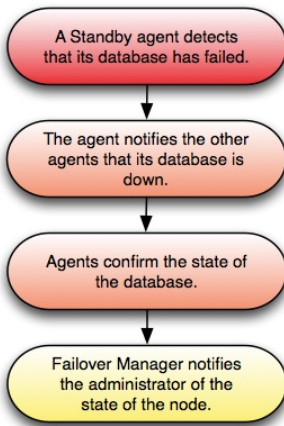 A Standby agent detects
that its database has failed.
The agent notifies the other
agents that its database is
down.
Agents confirm the state of
the database.
Failover Manager notifies
the administrator of the
state of the node.